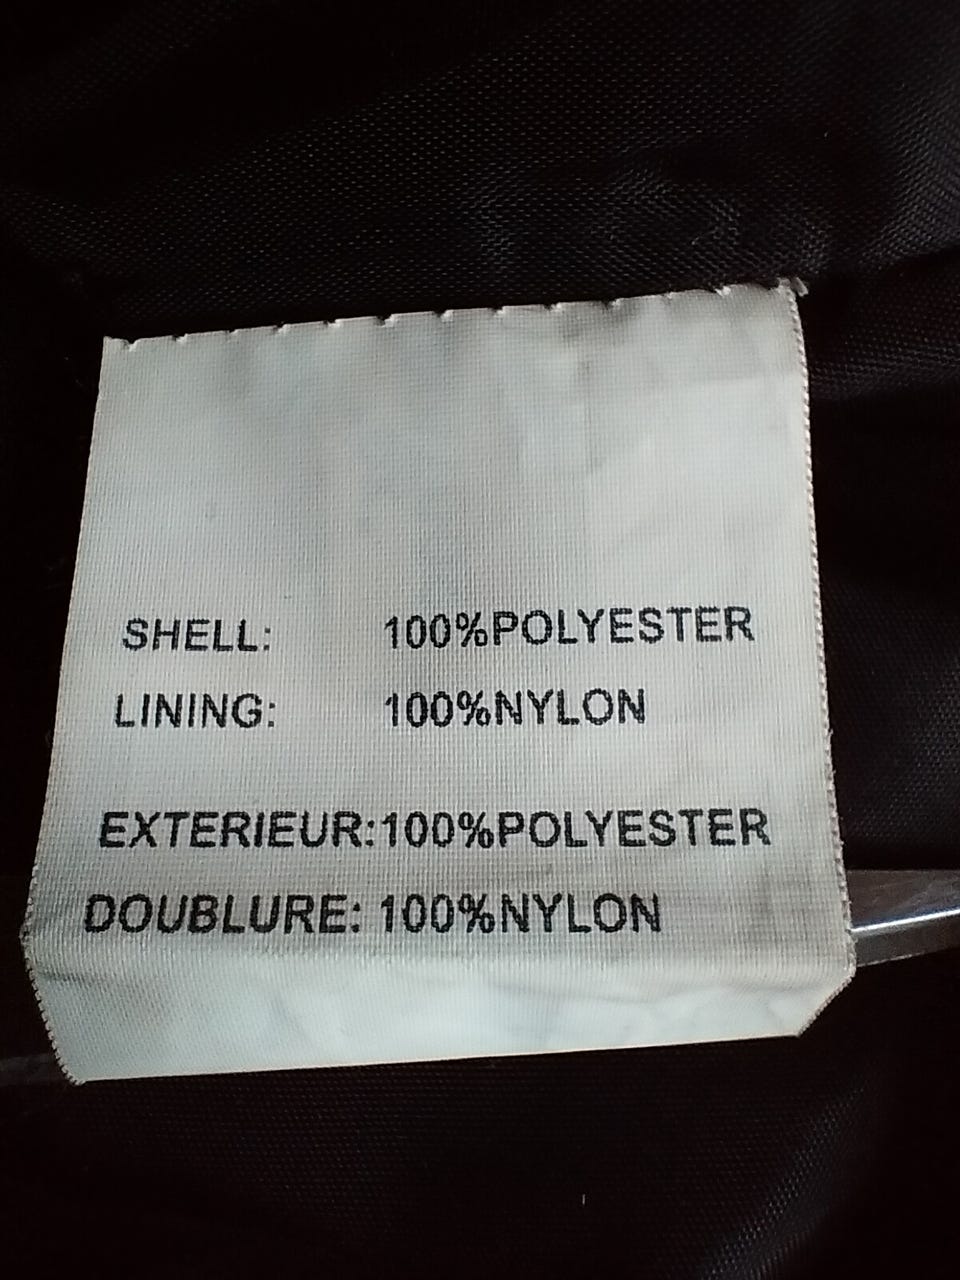 SHELL: 100%POLYESTER
LINING: 100%NYLON
EXTERIEUR:100%POLYESTER
DOUBLURE: 100%NYLON